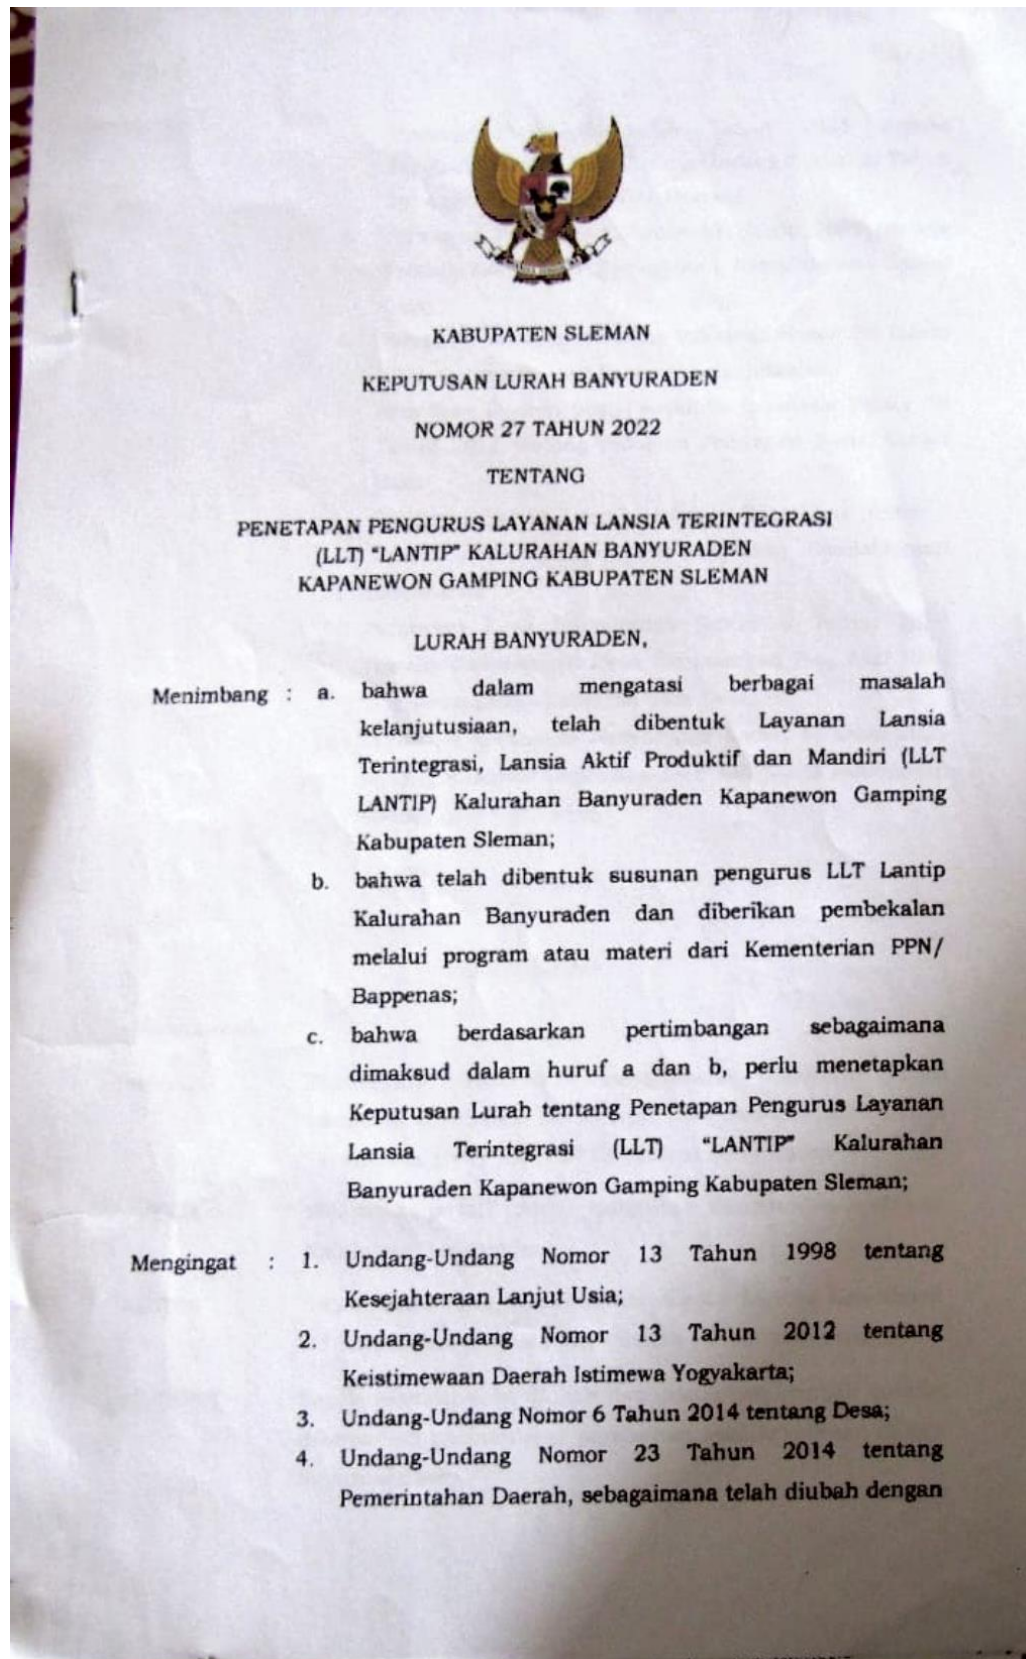 KABUPATEN SLEMAN
KEPUTUSAN LURAH BANYURADEN
NOMOR 27 TAHUN 2022
TENTANG
PENETAPAN PENGURUS LAYANAN LANSIA TERINTEGRASI
(LLT) “LANTIP” KALURAHAN BANYURADEN
KAPANEWON GAMPING KABUPATEN SLEMAN
LURAH BANYURADEN,
Menimbang : a. bahwa dalam mengatasi berbagai masalah
kelanjutusiaan, telah dibentuk Layanan Lansia
Terintegrasi, Lansia Aktif Produktif dan Mandiri (LLT
LANTIP) Kalurahan Banyuraden Kapanewon Gamping
Kabupaten Sleman;
b. bahwa telah dibentuk susunan pengurus LLT Lantip
Kalurahan Banyuraden dan diberikan pembekalan
melalui program atau materi dari Kementerian PPN/
Bappenas;
c. bahwa berdasarkan pertimbangan sebagaimana
dimaksud dalam huruf a dan b, perlu menetapkan
Keputusan Lurah tentang Penetapan Pengurus Layanan
Lansia Terintegrasi (LLT) “LANTIP” Kalurahan
Banyuraden Kapanewon Gamping Kabupaten Sleman;
Mengingat : 1. Undang-Undang Nomor 13 Tahun 1998 tentang
Kesejahteraan Lanjut Usia;
2. Undang-Undang Nomor 13 Tahun 2012 tentang
Keistimewaan Daerah Istimewa Yogyakarta;
3. Undang-Undang Nomor 6 Tahun 2014 tentang Desa;
4. Undang-Undang Nomor 23 Tahun 2014 tentang
Pemerintahan Daerah, sebagaimana telah diubah dengan